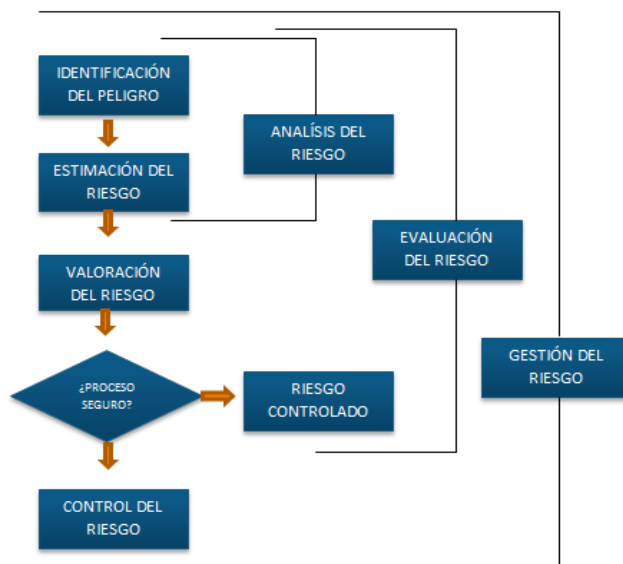 IDENTIFICACIÓN
DEL PELIGRO
ANALÍSIS DEL
RIESGO
ESTIMACIÓN DEL
RIESGO
EVALUACIÓN
DEL RIESGO
VALORACIÓN
DEL RIESGO
GESTIÓN DEL
RIESGO
¿PROCESO
SEGURO?
RIESGO
CONTROLADO
CONTROL DEL
RIESGO